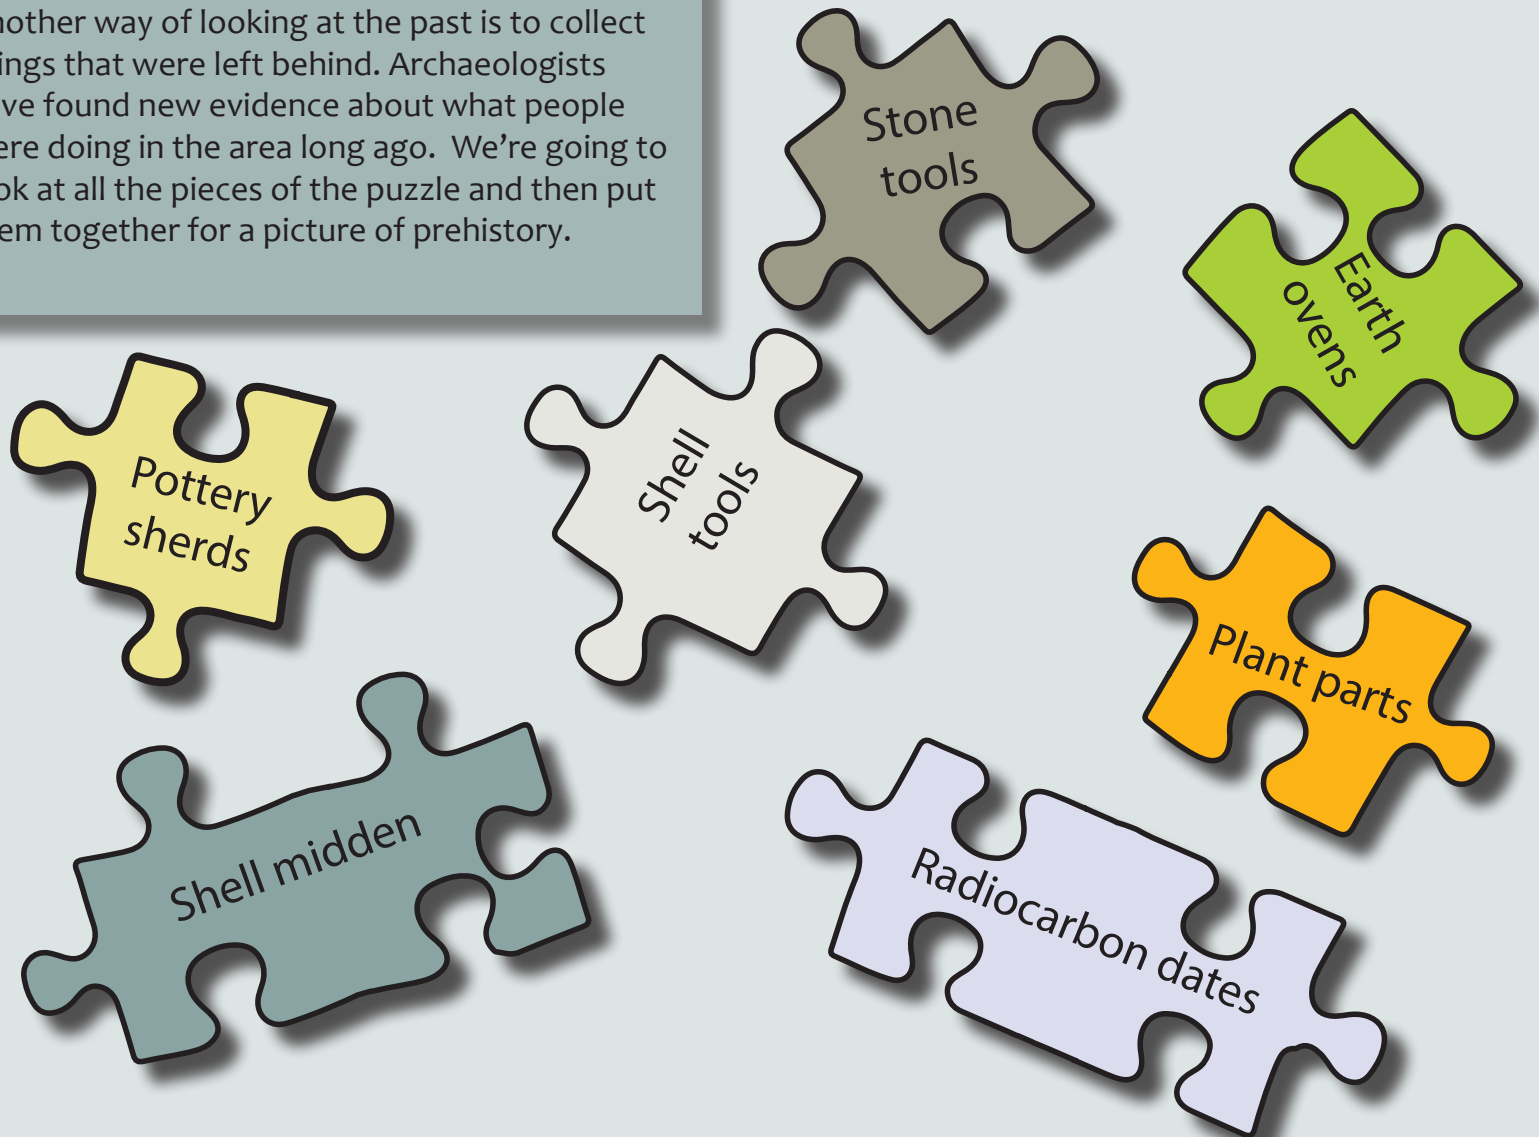 nother way of looking at the past is to collect
ings that were left behind. Archaeologists
ve found new evidence about what people
ere doing in the area long ago.  We’re going to
ok at all the pieces of the puzzle and then put
em together for a picture of prehistory.
Stone
tools
Earth
ovens
Pottery
sherds
Shell
tools
Plant parts
Shell midden
Radiocarbon dates